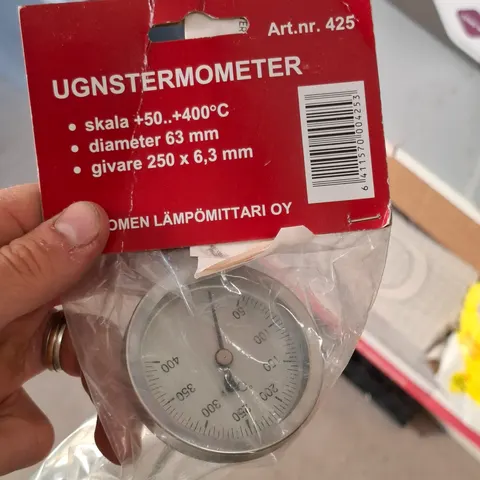 Art.nr. 425
UGNSTERMOMETER
• skala +50..+400°C
• diameter 63 mm
• givare 250 x 6,3 mm
6 411570 004253
OMEN LÄMPÖMITTARI OY
50
100
150
200
250
300
350
400